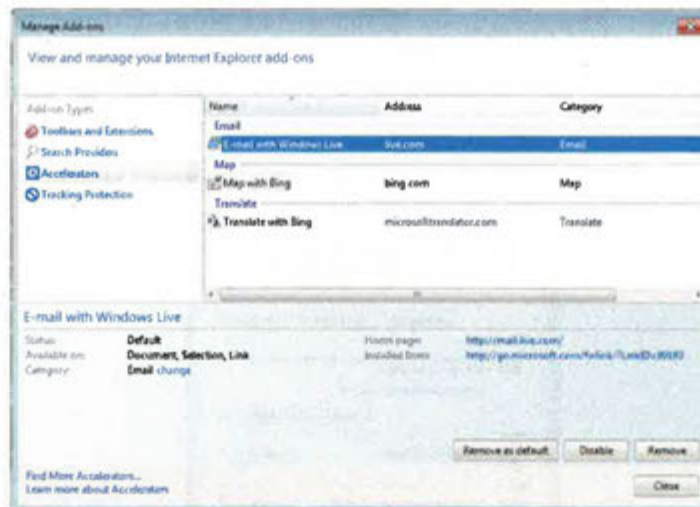 Manage Add-ons
View and manage your Internet Explorer add-ons
Add-on Types
Toolbars and Extensions
Search Providers
Accelerators
Tracking Protection
Name Address Category
Email
E-mail with Windows Live live.com Email
Map
Map with Bing bing.com Map
Translate
Translate with Bing microsofttranslator.com Translate
E-mail with Windows Live
Status: Default
Available on: Document, Selection, Link
Category: Email change
Home page: http://mail.live.com/
Installed from:
Remove as default Disable Remove
Find More Accelerators...
Learn more about Accelerators
Close